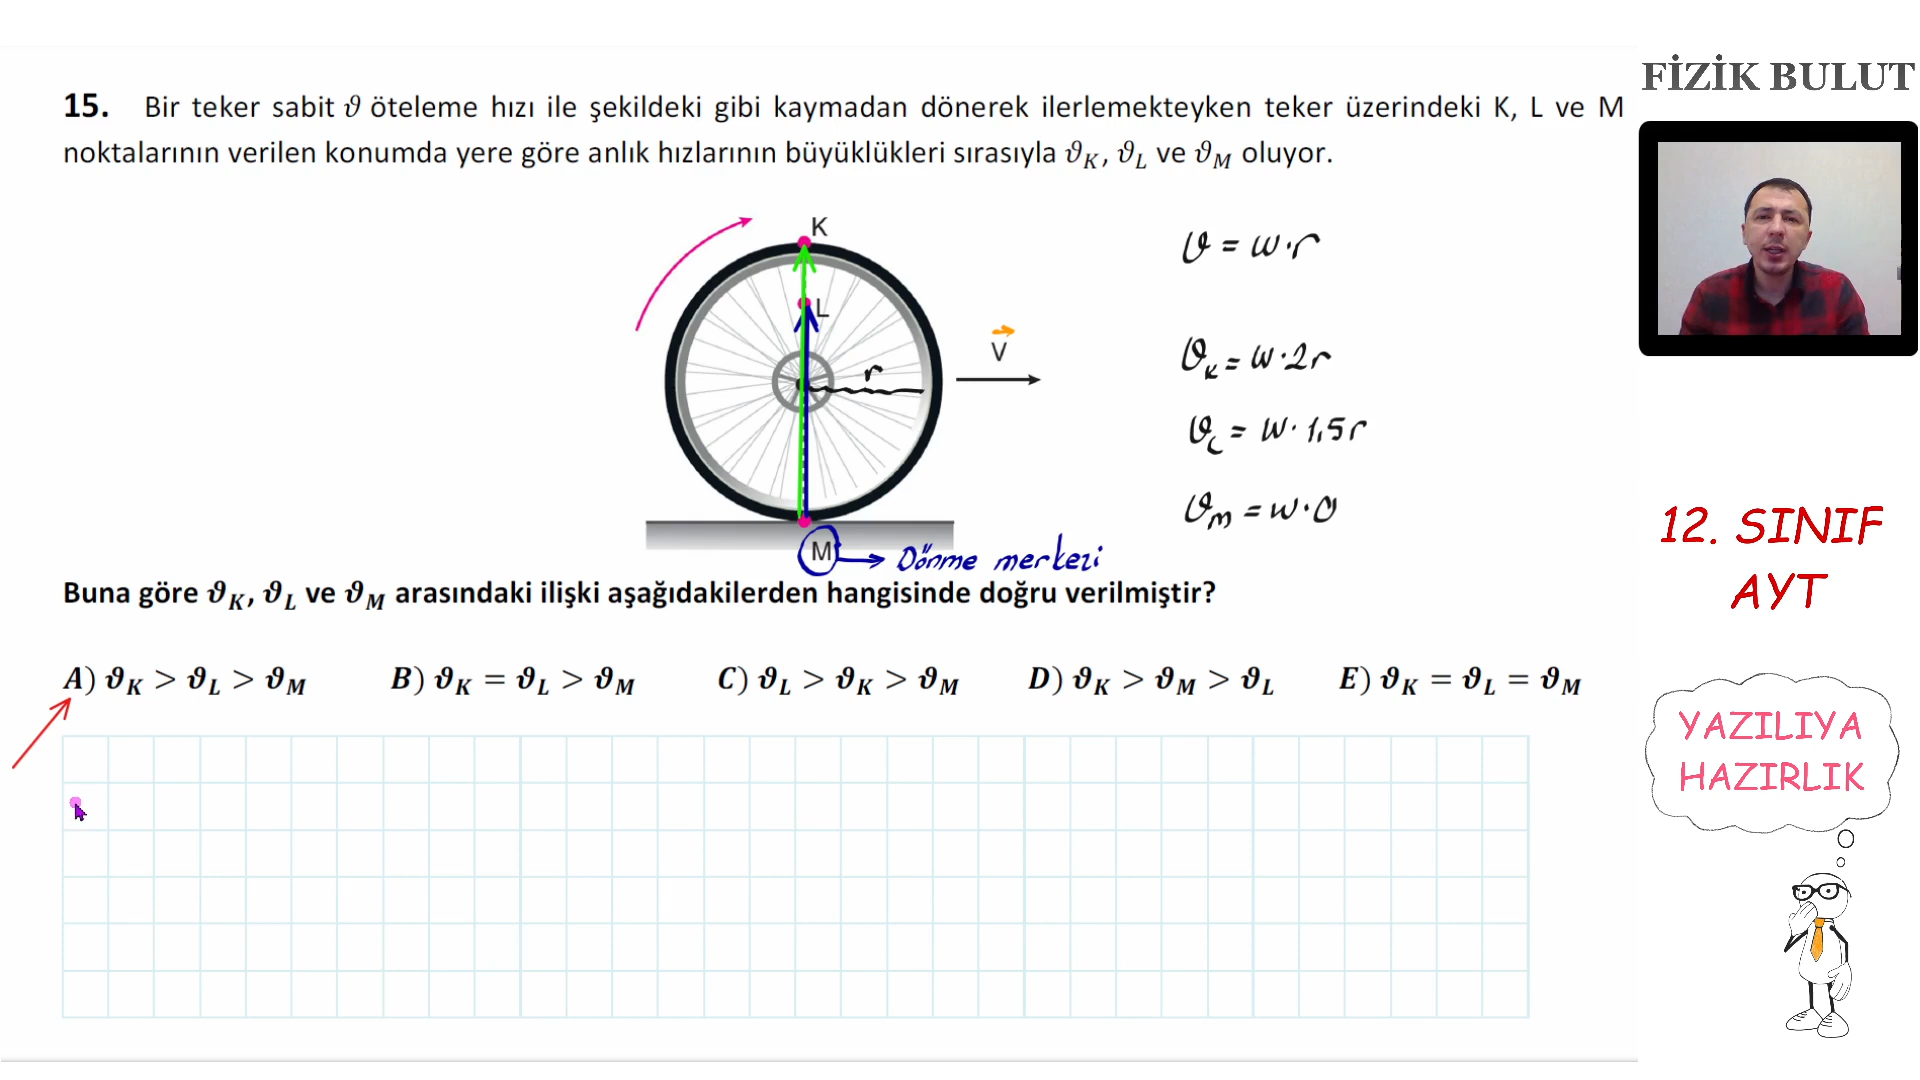 FİZİK BULUT
15. Bir teker sabit 𝜗 öteleme hızı ile şekildeki gibi kaymadan dönerek ilerlemekteyken teker üzerindeki K, L ve M
noktalarının verilen konumda yere göre anlık hızlarının büyüklükleri sırasıyla 𝜗K, 𝜗L ve 𝜗M oluyor.
K
L
r
V
M → Dönme merkezi
𝜗 = w·r
𝜗K = w·2r
𝜗L = w·1,5r
𝜗m = w·0
Buna göre 𝝑K, 𝝑L ve 𝝑M arasındaki ilişki aşağıdakilerden hangisinde doğru verilmiştir?
A) 𝝑K > 𝝑L > 𝝑M B) 𝝑K = 𝝑L > 𝝑M C) 𝝑L > 𝝑K > 𝝑M D) 𝝑K > 𝝑M > 𝝑L E) 𝝑K = 𝝑L = 𝝑M
12. SINIF
AYT
YAZILIYA
HAZIRLIK